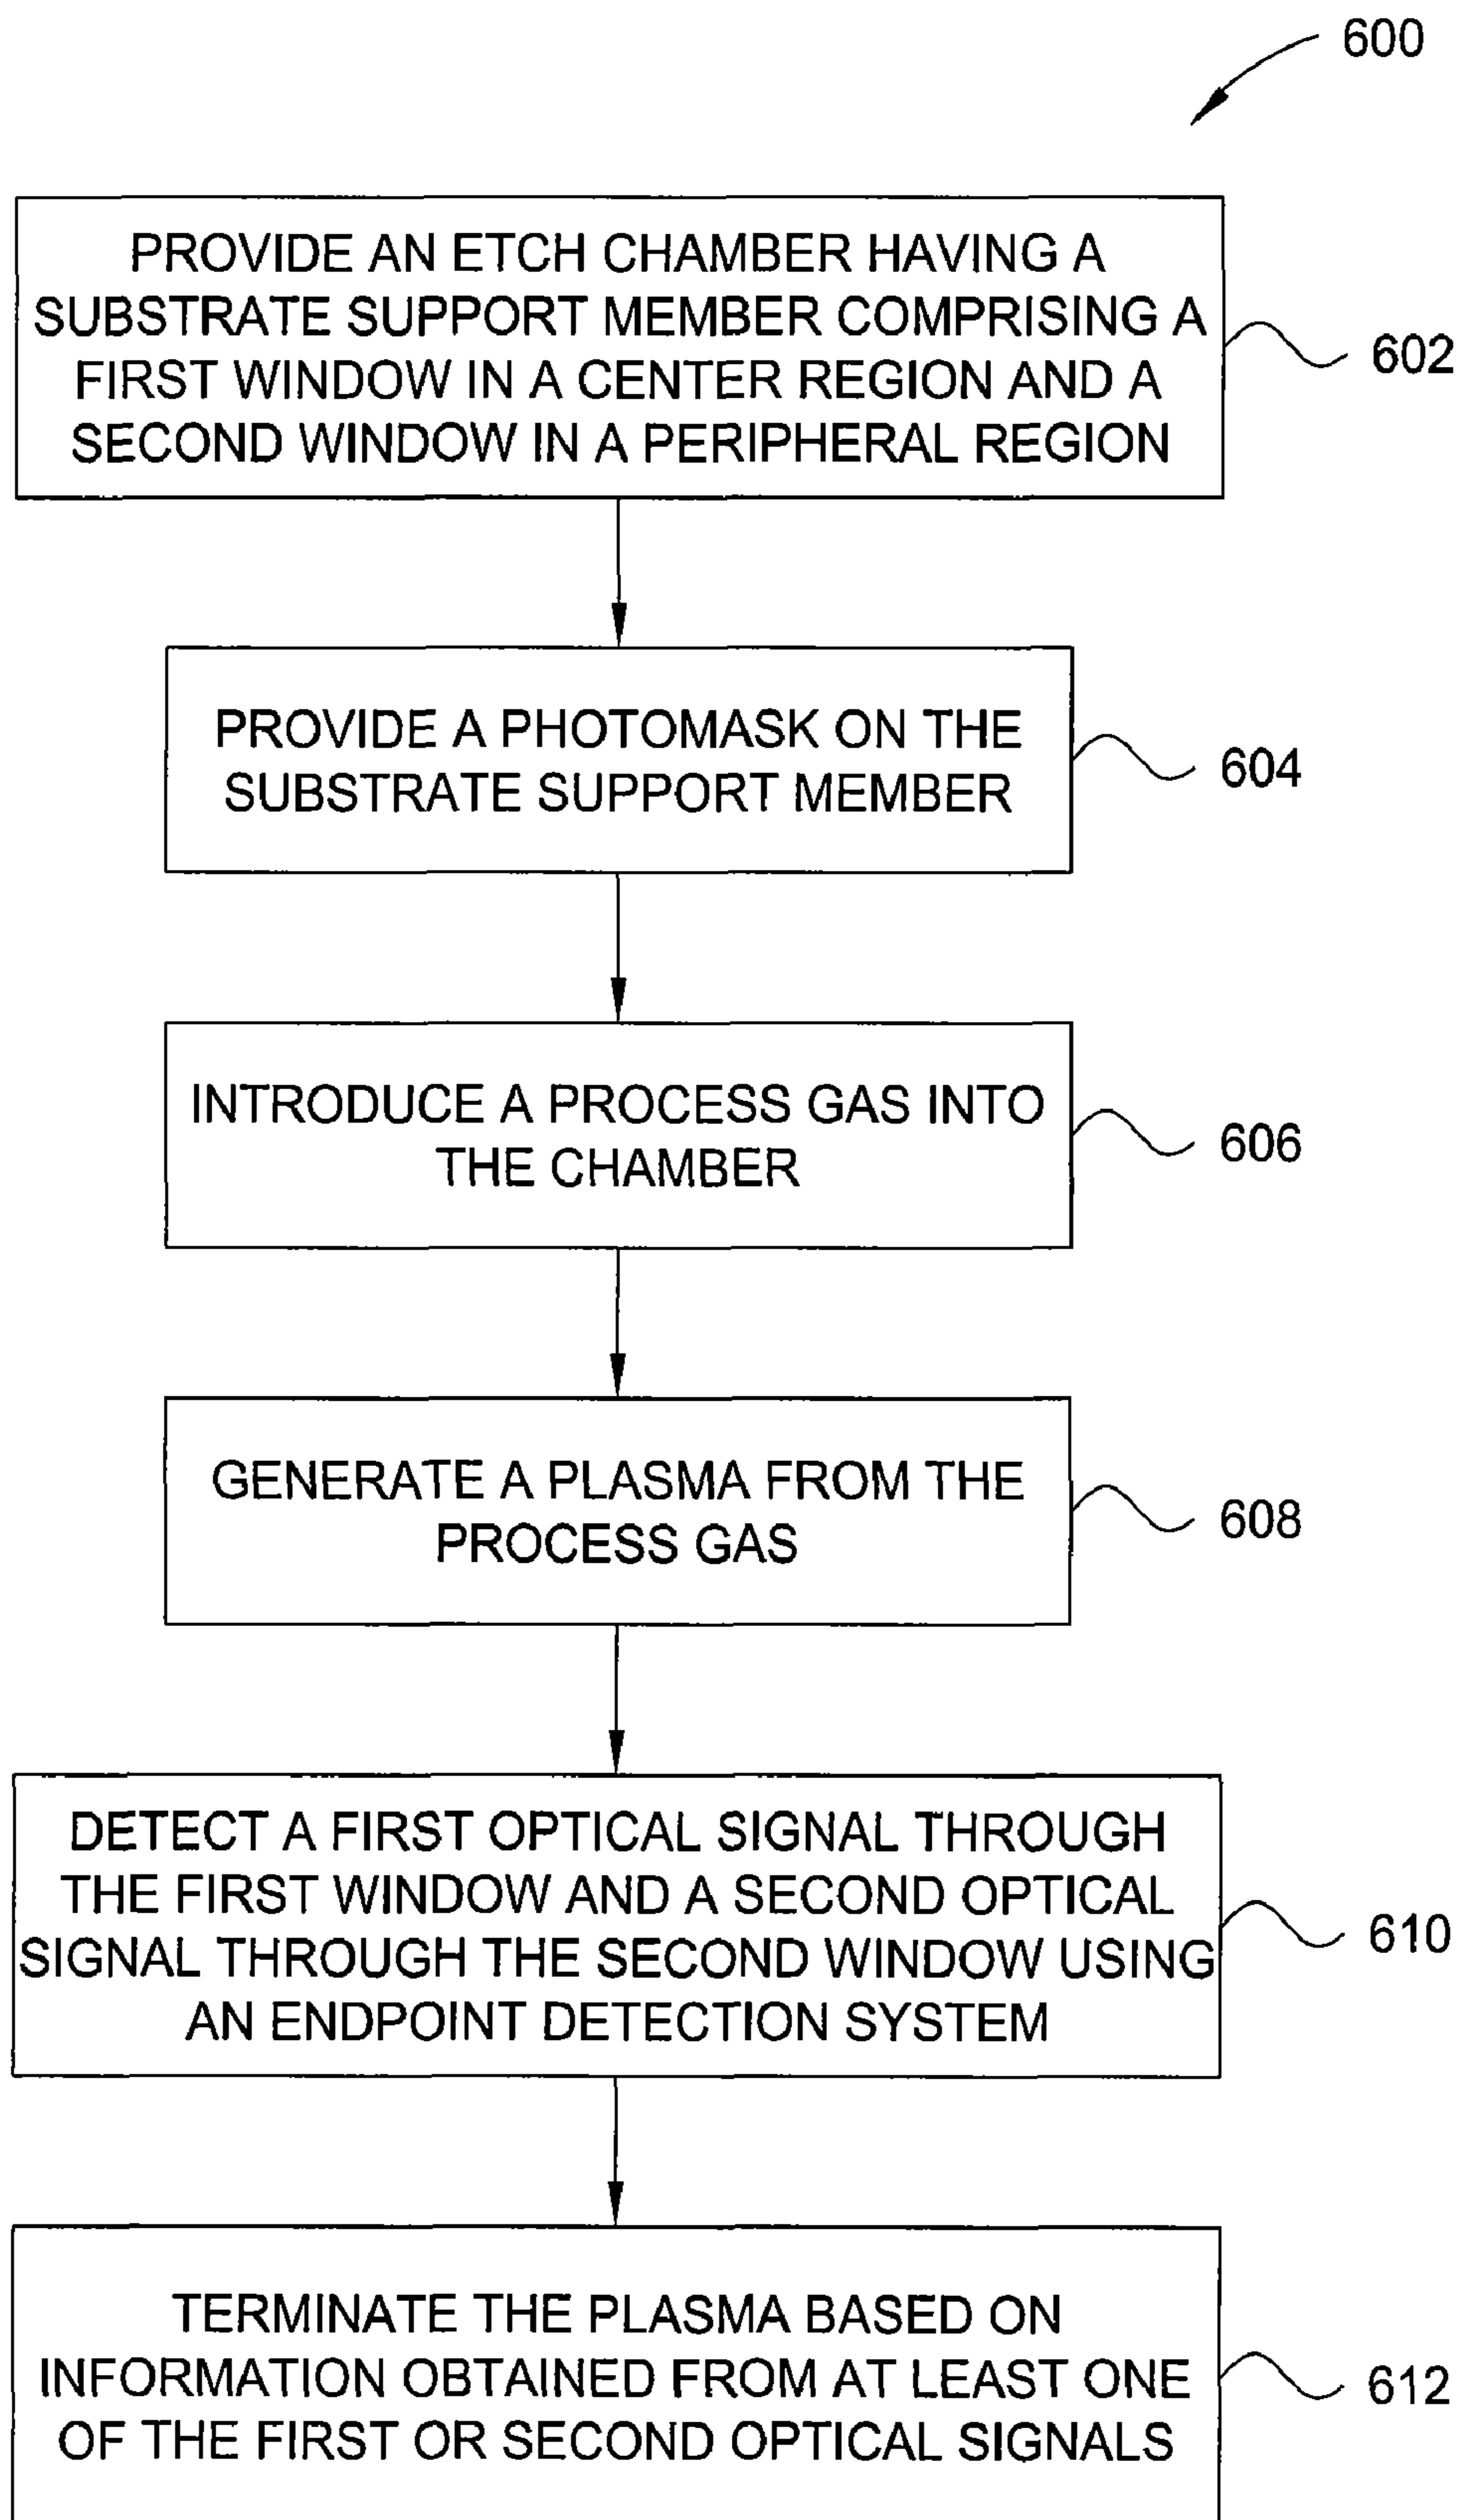 600
PROVIDE AN ETCH CHAMBER HAVING A
SUBSTRATE SUPPORT MEMBER COMPRISING A
FIRST WINDOW IN A CENTER REGION AND A
SECOND WINDOW IN A PERIPHERAL REGION
602
PROVIDE A PHOTOMASK ON THE
SUBSTRATE SUPPORT MEMBER
604
INTRODUCE A PROCESS GAS INTO
THE CHAMBER
606
GENERATE A PLASMA FROM THE
PROCESS GAS
608
DETECT A FIRST OPTICAL SIGNAL THROUGH
THE FIRST WINDOW AND A SECOND OPTICAL
SIGNAL THROUGH THE SECOND WINDOW USING
AN ENDPOINT DETECTION SYSTEM
610
TERMINATE THE PLASMA BASED ON
INFORMATION OBTAINED FROM AT LEAST ONE
OF THE FIRST OR SECOND OPTICAL SIGNALS
612